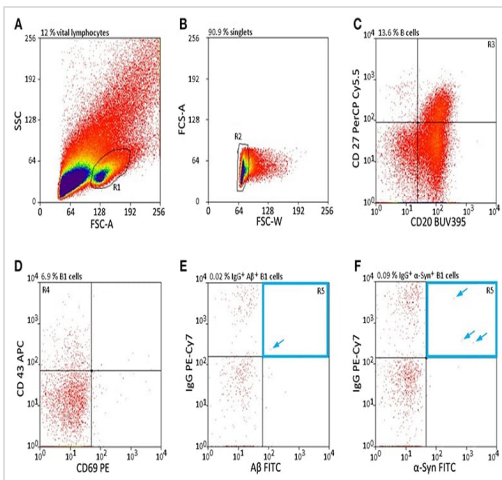 A
12 % vital lymphocytes
256
192
128
64
0
SSC
R1
0 64 128 192 256
FSC-A
B
90.9 % singlets
256
192
128
64
0
FCS-A
R2
0 64 128 192 256
FSC-W
C
13.6 % B cells
R3
10⁴
10³
10²
10¹
10⁰
CD 27 PerCP Cy5.5
10⁰ 10¹ 10² 10³ 10⁴
CD20 BUV395
D
6.9 % B1 cells
R4
10⁴
10³
10²
10¹
10⁰
CD 43 APC
10⁰ 10¹ 10² 10³ 10⁴
CD69 PE
E
0.02 % IgG⁺ Aβ⁺ B1 cells
R5
10⁴
10³
10²
10¹
10⁰
IgG PE-Cy7
10⁰ 10¹ 10² 10³ 10⁴
Aβ FITC
F
0.09 % IgG⁺ α-Syn⁺ B1 cells
R5
10⁴
10³
10²
10¹
10⁰
IgG PE-Cy7
10⁰ 10¹ 10² 10³ 10⁴
α-Syn FITC